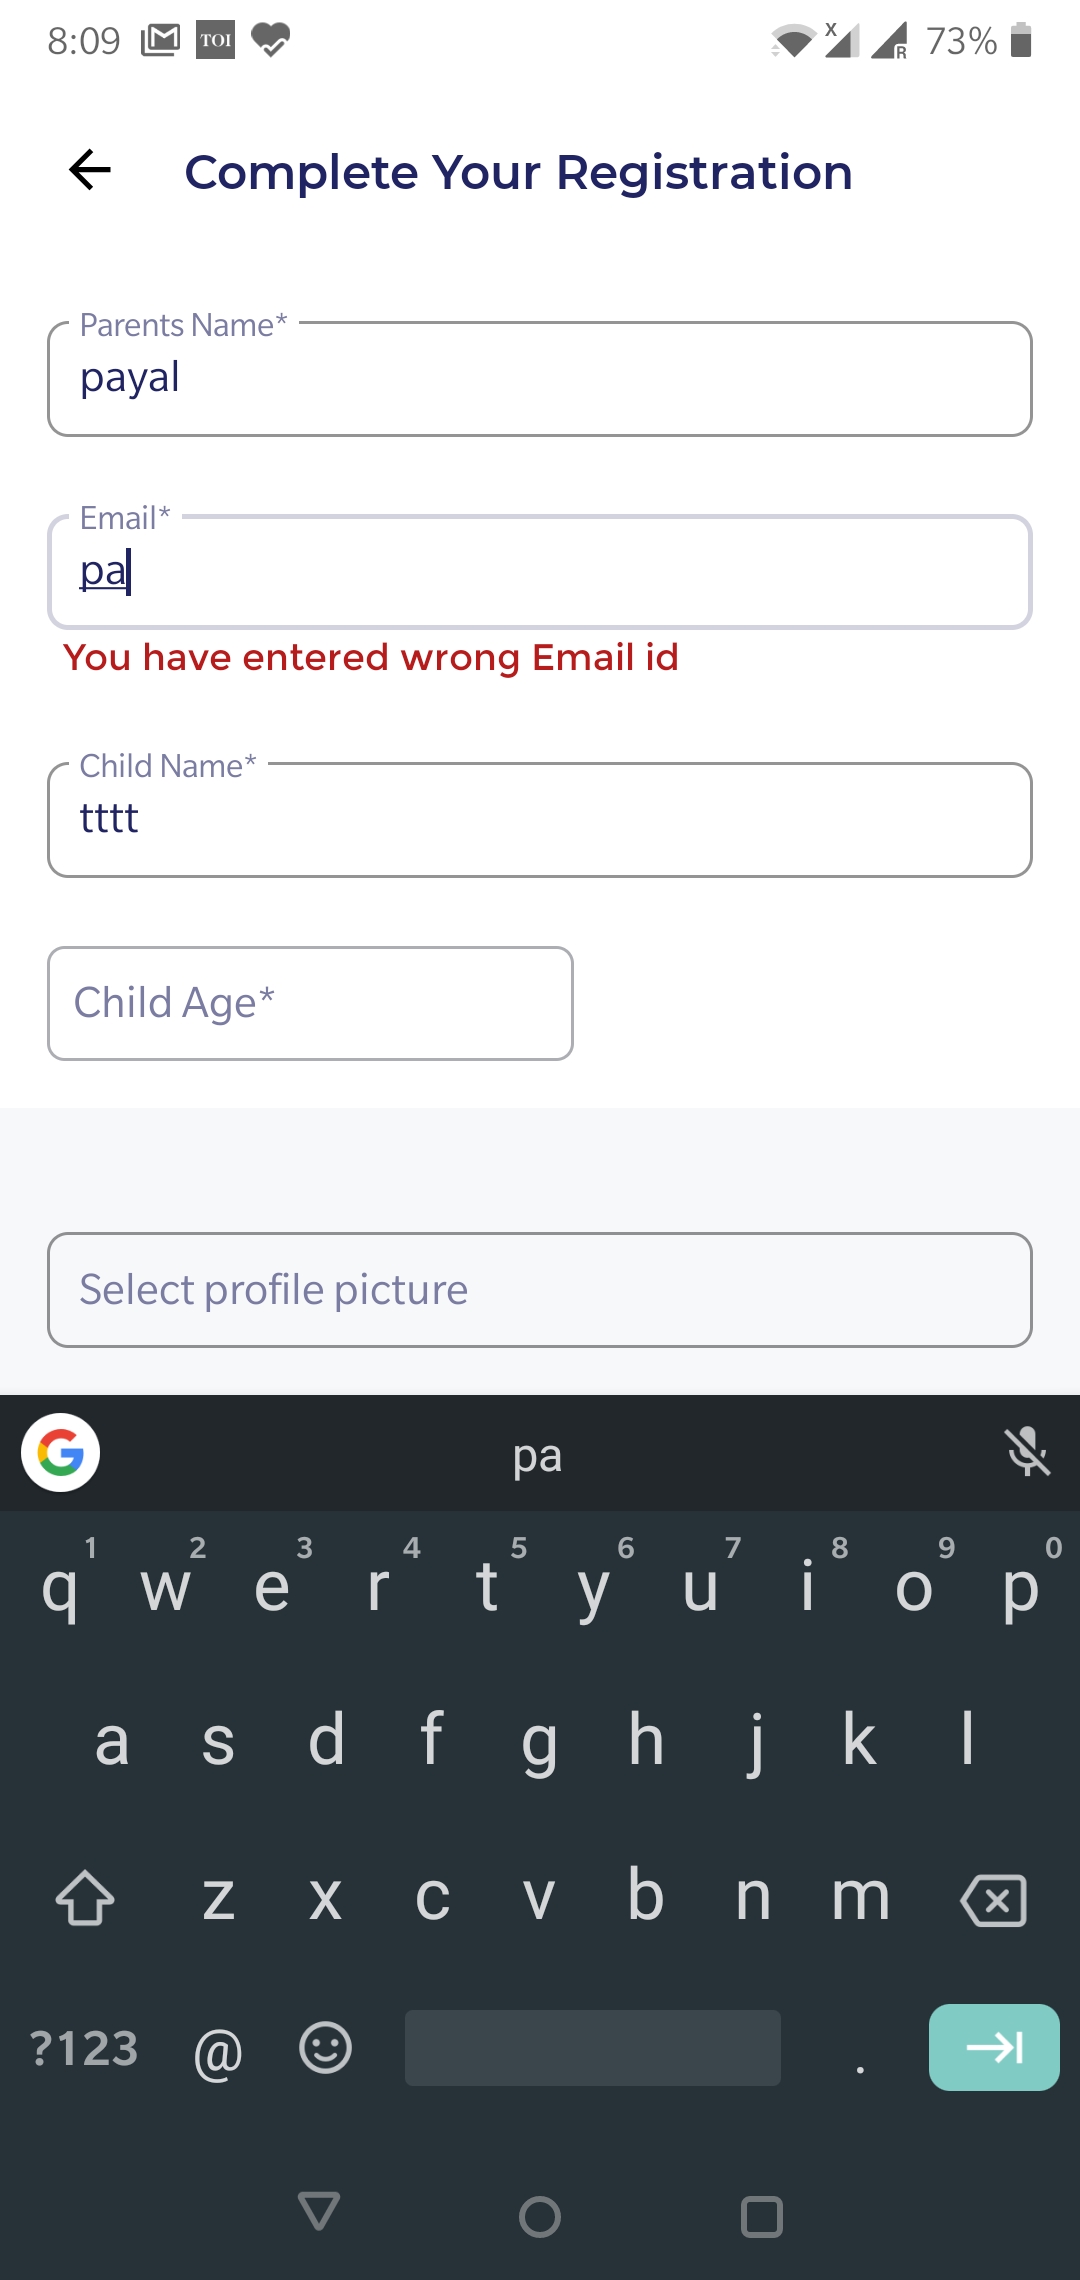 8:09 TOI x R 73%
Complete Your Registration
Parents Name*
payal
Email*
pa
You have entered wrong Email id
Child Name*
tttt
Child Age*
Select profile picture
G pa
1 2 3 4 5 6 7 8 9 0
q w e r t y u i o p
a s d f g h j k l
z x c v b n m
?123 @ .